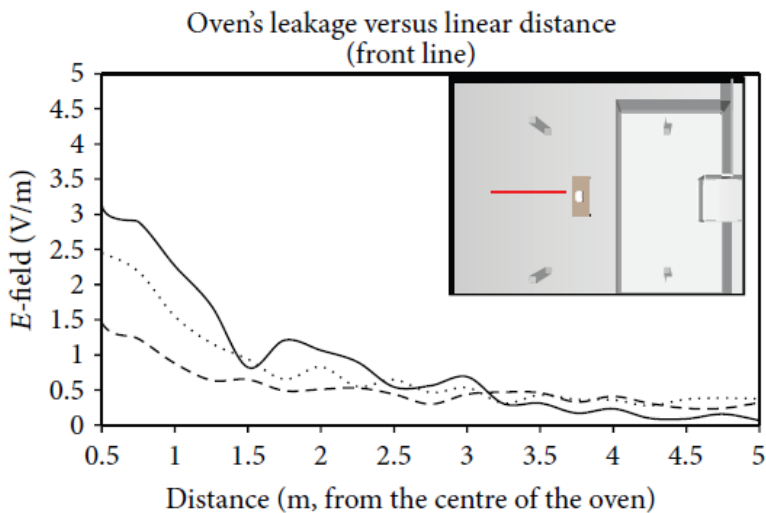 Oven's leakage versus linear distance
(front line)
5
4.5
4
3.5
3
2.5
2
1.5
1
0.5
0
E-field (V/m)
0.5 1 1.5 2 2.5 3 3.5 4 4.5 5
Distance (m, from the centre of the oven)